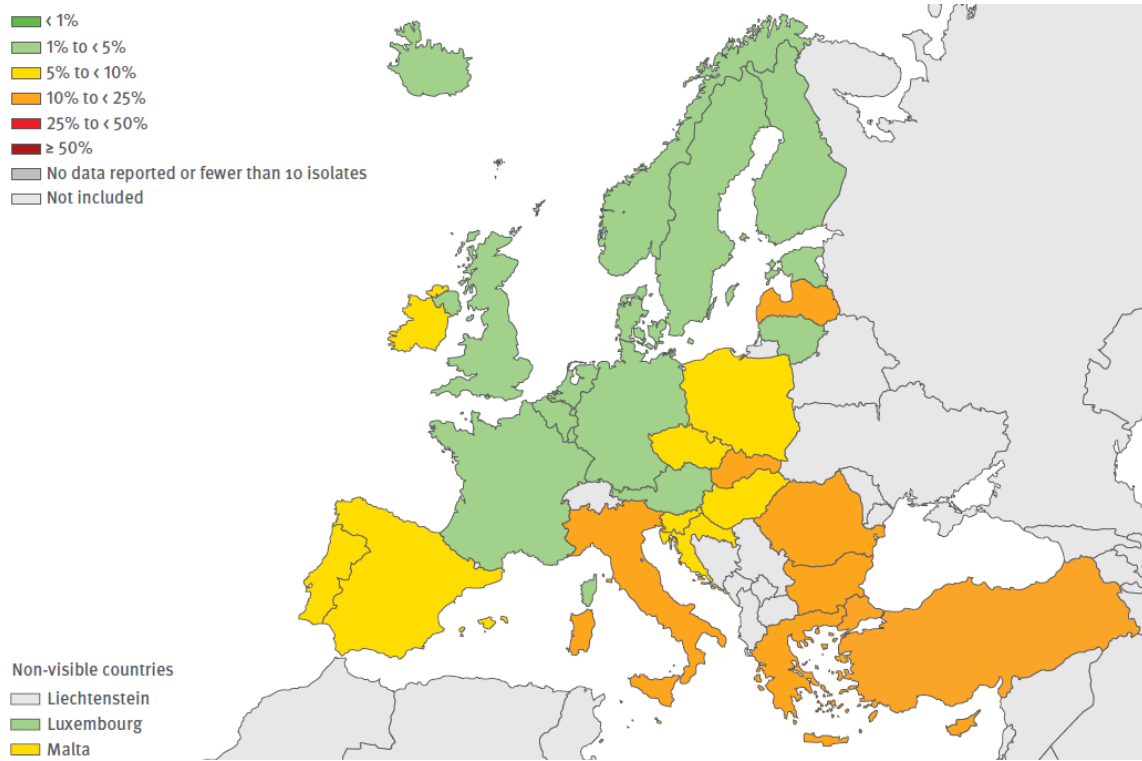 < 1%
1% to < 5%
5% to < 10%
10% to < 25%
25% to < 50%
≥ 50%
No data reported or fewer than 10 isolates
Not included
Non-visible countries
Liechtenstein
Luxembourg
Malta